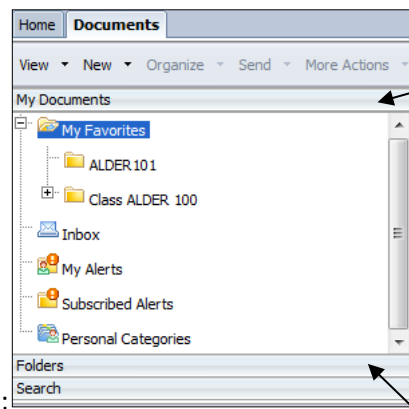 Home Documents
View New Organize Send More Actions
My Documents
My Favorites
ALDER101
Class ALDER 100
Inbox
My Alerts
Subscribed Alerts
Personal Categories
Folders
Search
: